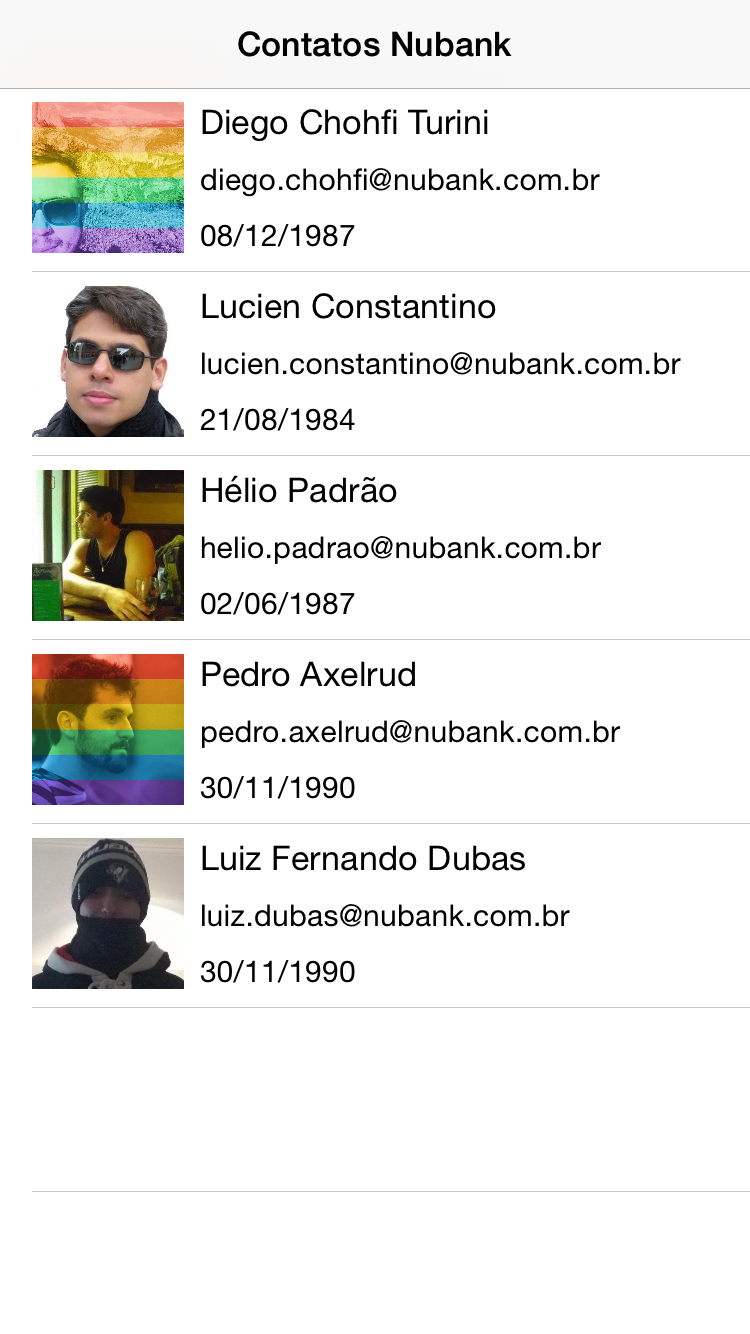 Contatos Nubank
Diego Chohfi Turini
diego.chohfi@nubank.com.br
08/12/1987
Lucien Constantino
lucien.constantino@nubank.com.br
21/08/1984
Hélio Padrão
helio.padrao@nubank.com.br
02/06/1987
Pedro Axelrud
pedro.axelrud@nubank.com.br
30/11/1990
Luiz Fernando Dubas
luiz.dubas@nubank.com.br
30/11/1990